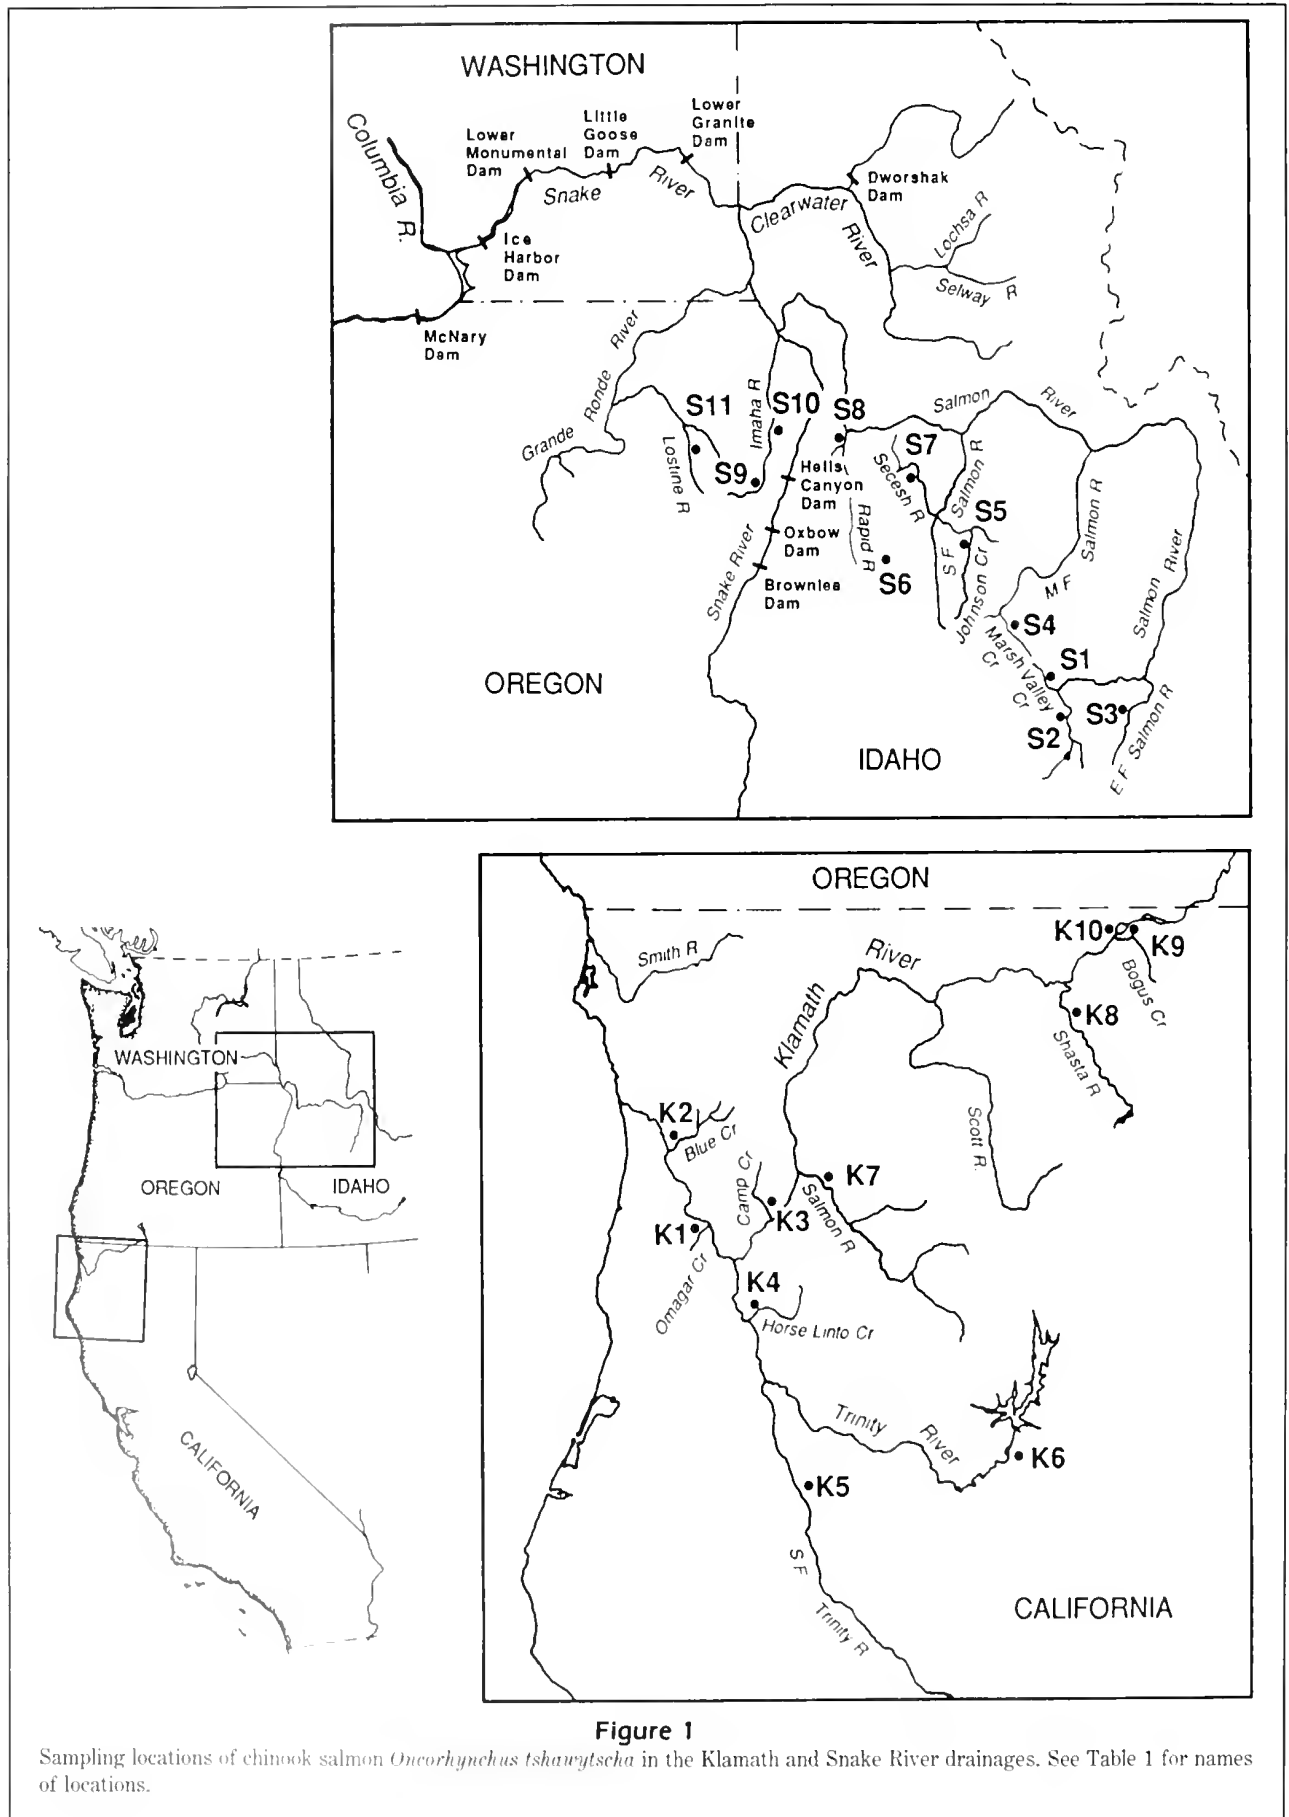 WASHINGTON
Columbia R.
Lower
Monumental
Dam
Little
Goose
Dam
Lower
Granite
Dam
Snake
River
Ice
Harbor
Dam
McNary
Dam
Clearwater
River
Dworshak
Dam
Lochsa R
Selway R
Grande Ronde River
S11
Lostine R
Imaha R
S10
S9
S8
Hells
Canyon
Dam
Oxbow
Dam
Brownlee
Dam
Snake River
Rapid R
S6
Salmon River
S7
Secesh R
Salmon R
S F
S5
Johnson Cr
Salmon R
M F
Salmon River
S4
Marsh
Cr
Valley
Cr
S1
S2
S3
E F Salmon R
OREGON
IDAHO
OREGON
Smith R
Klamath
River
K10
K9
Bogus Cr
K8
Shasta R
Scott R.
K2
Blue Cr
Camp Cr
K7
K3
Salmon R
K1
Omagar Cr
K4
Horse Linto Cr
Trinity
River
K6
K5
S F
Trinity R
CALIFORNIA
WASHINGTON
OREGON
IDAHO
CALIFORNIA
Figure 1
Sampling locations of chinook salmon Oncorhynchus tshawytscha in the Klamath and Snake River drainages. See Table 1 for names
of locations.